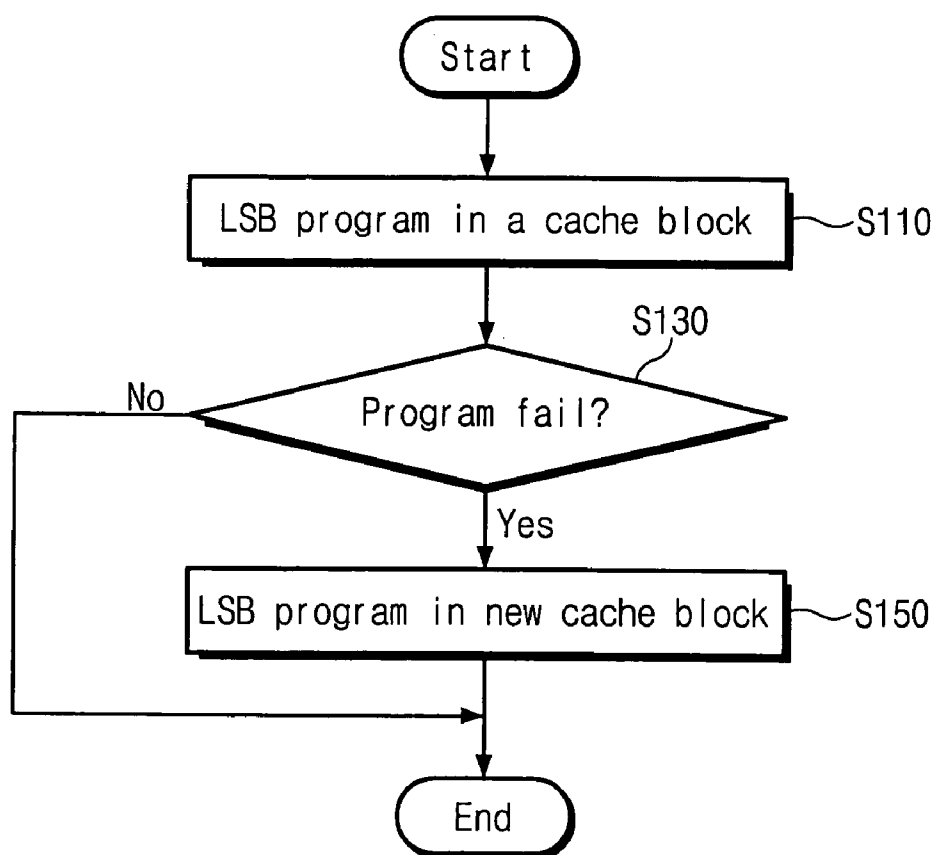 Start
LSB program in a cache block
S110
S130
Program fail?
No
Yes
LSB program in new cache block
S150
End